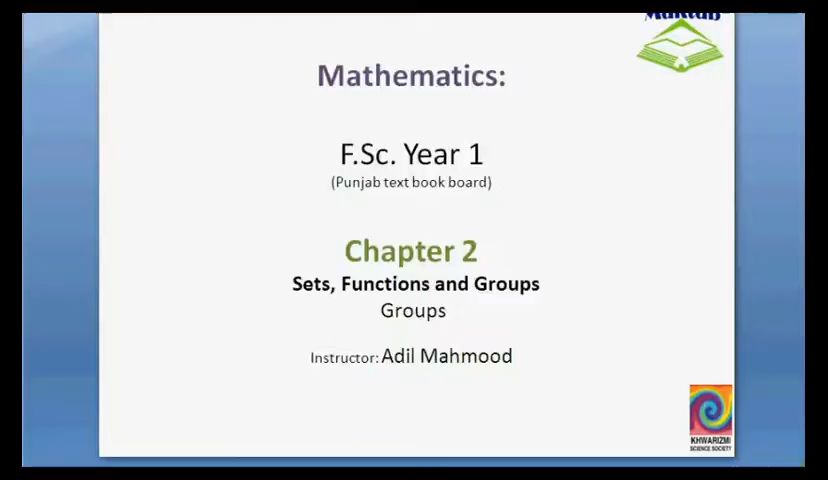 Maktab
Mathematics:
F.Sc. Year 1
(Punjab text book board)
Chapter 2
Sets, Functions and Groups
Groups
Instructor: Adil Mahmood
KHWARIZMI
SCIENCE SOCIETY